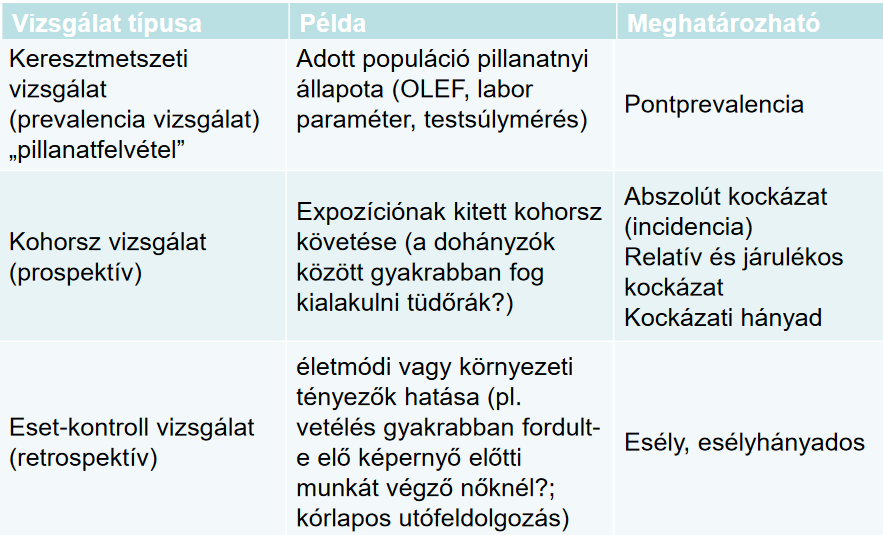 Vizsgálat típusa
Példa
Meghatározható
Keresztmetszeti
vizsgálat
(prevalencia vizsgálat)
„pillanatfelvétel”
Adott populáció pillanatnyi
állapota (OLEF, labor
paraméter, testsúlymérés)
Pontprevalencia
Kohorsz vizsgálat
(prospektív)
Expozíciónak kitett kohorsz
követése (a dohányzók
között gyakrabban fog
kialakulni tüdőrák?)
Abszolút kockázat
(incidencia)
Relatív és járulékos
kockázat
Kockázati hányad
Eset-kontroll vizsgálat
(retrospektív)
életmódi vagy környezeti
tényezők hatása (pl.
vetélés gyakrabban fordult-
e elő képernyő előtti
munkát végző nőknél?;
kórlapos utófeldolgozás)
Esély, esélyhányados